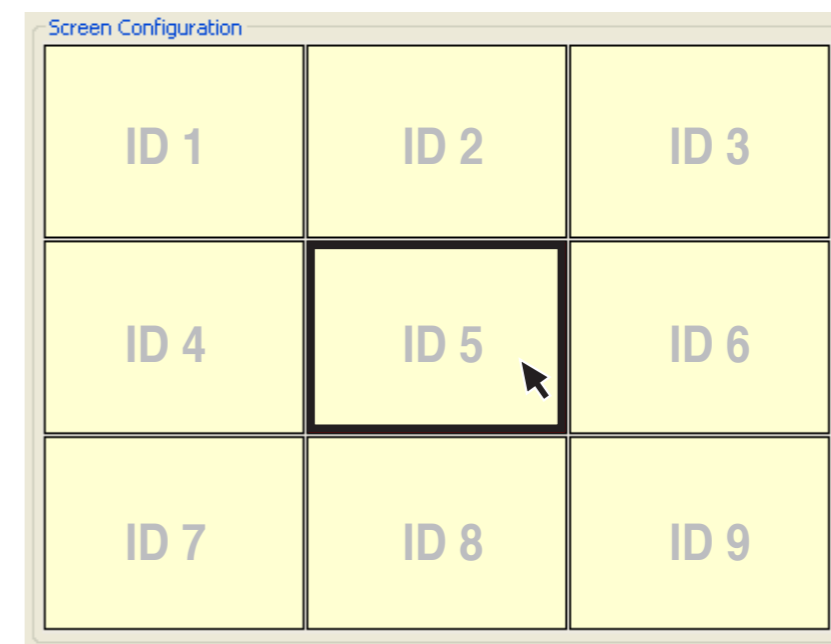 Screen Configuration
ID 1 ID 2 ID 3
ID 4 ID 5 ID 6
ID 7 ID 8 ID 9